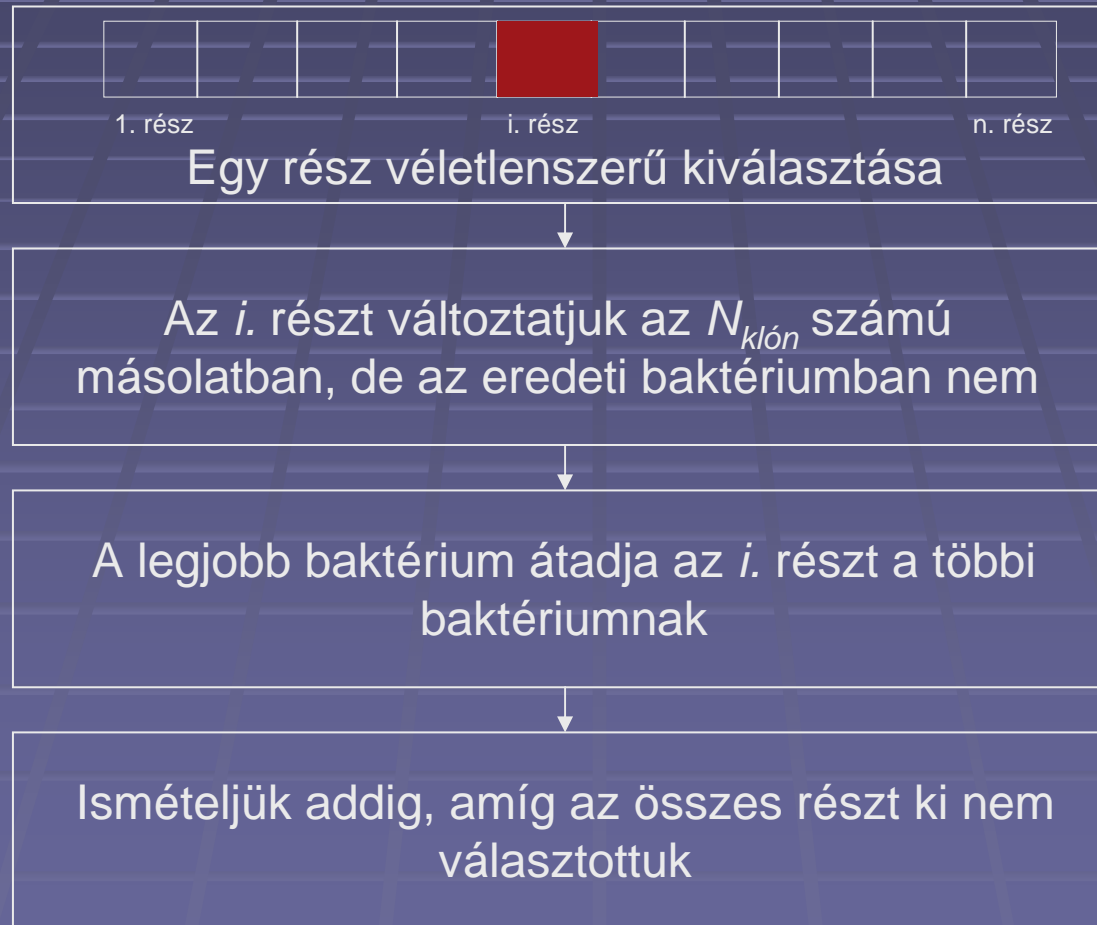 1. rész i. rész n. rész
Egy rész véletlenszerű kiválasztása
Az i. részt változtatjuk az N_klón számú
másolatban, de az eredeti baktériumban nem
A legjobb baktérium átadja az i. részt a többi
baktériumnak
Ismételjük addig, amíg az összes részt ki nem
választottuk